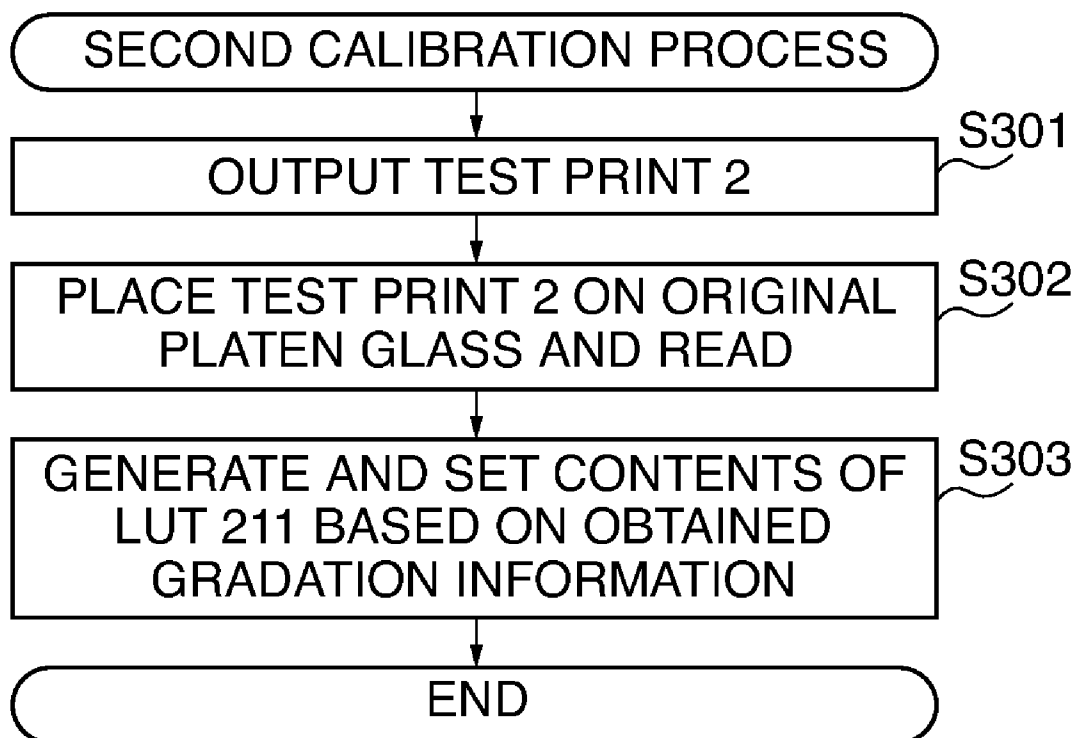 SECOND CALIBRATION PROCESS
S301
OUTPUT TEST PRINT 2
S302
PLACE TEST PRINT 2 ON ORIGINAL
PLATEN GLASS AND READ
S303
GENERATE AND SET CONTENTS OF
LUT 211 BASED ON OBTAINED
GRADATION INFORMATION
END